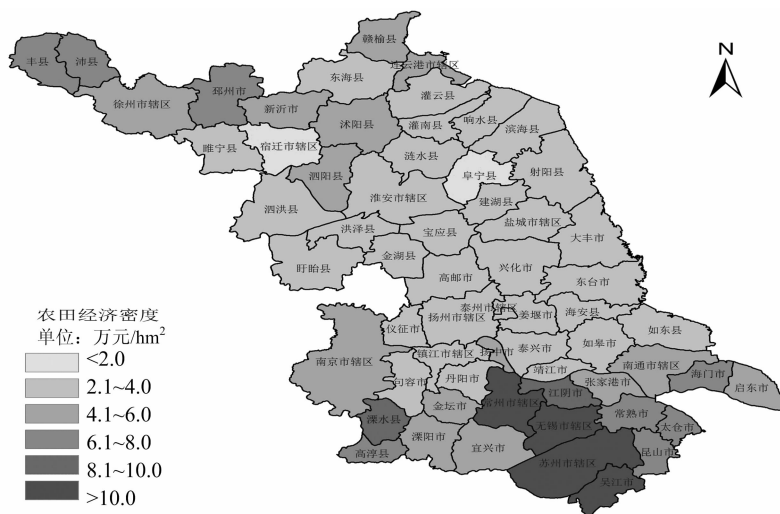 N
赣榆县
连云港市辖区
丰县
沛县
东海县
邳州市
徐州市辖区
新沂市
灌云县
沭阳县
灌南县
响水县
滨海县
睢宁县
宿迁市辖区
涟水县
阜宁县
射阳县
泗阳县
淮安市辖区
建湖县
泗洪县
洪泽县
宝应县
盐城市辖区
大丰市
盱眙县
金湖县
高邮市
兴化市
东台市
农田经济密度
单位：万元/hm²
<2.0
2.1~4.0
4.1~6.0
6.1~8.0
8.1~10.0
>10.0
仪征市
扬州市辖区
泰州市辖区
姜堰市
海安县
如东县
南京市辖区
镇江市辖区
扬中市
泰兴市
如皋市
句容市
丹阳市
靖江市
南通市辖区
海门市
启东市
张家港市
溧水县
金坛市
常州市辖区
江阴市
常熟市
太仓市
高淳县
溧阳市
宜兴市
无锡市辖区
苏州市辖区
昆山市
吴江市